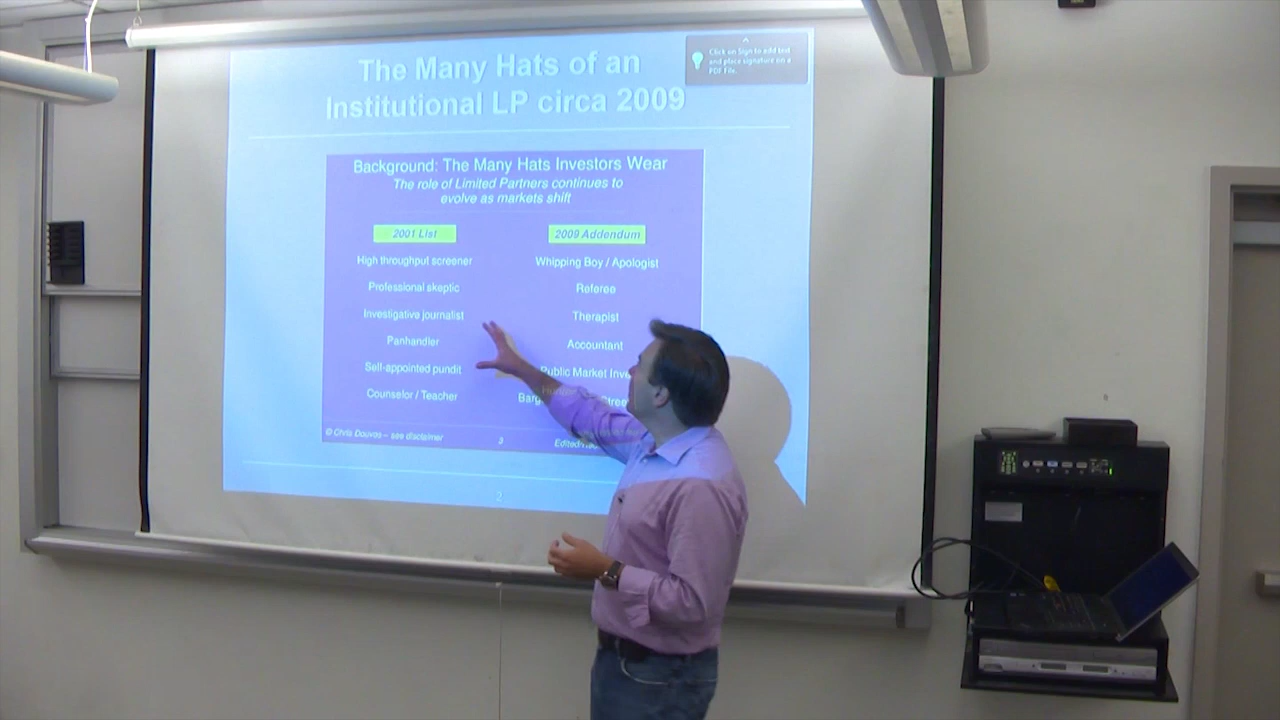 The Many Hats of an
Institutional LP circa 2009
Click on Sign to add text
and place signature on a
PDF File.
Background: The Many Hats Investors Wear
The role of Limited Partners continues to
evolve as markets shift
2001 List
2009 Addendum
High throughput screener
Whipping Boy / Apologist
Professional skeptic
Referee
Investigative journalist
Therapist
Panhandler
Accountant
Self-appointed pundit
Public Market
Counselor / Teacher
© Chris Douvos – see disclaimer
3
2